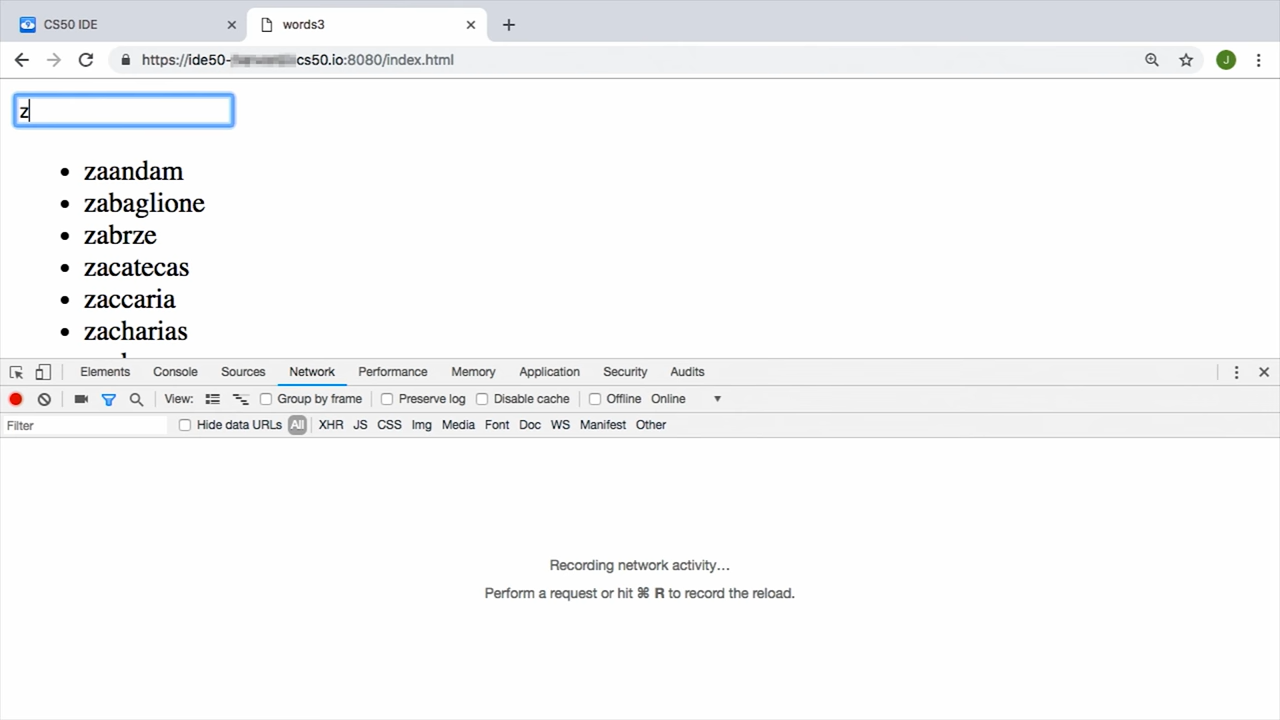 CS50 IDE
words3
https://ide50- cs50.io:8080/index.html
J
z
• zaandam
• zabaglione
• zabrze
• zacatecas
• zaccaria
• zacharias
Elements Console Sources Network Performance Memory Application Security Audits
View: Group by frame Preserve log Disable cache Offline Online
Filter Hide data URLs All XHR JS CSS Img Media Font Doc WS Manifest Other
Recording network activity…
Perform a request or hit ⌘ R to record the reload.